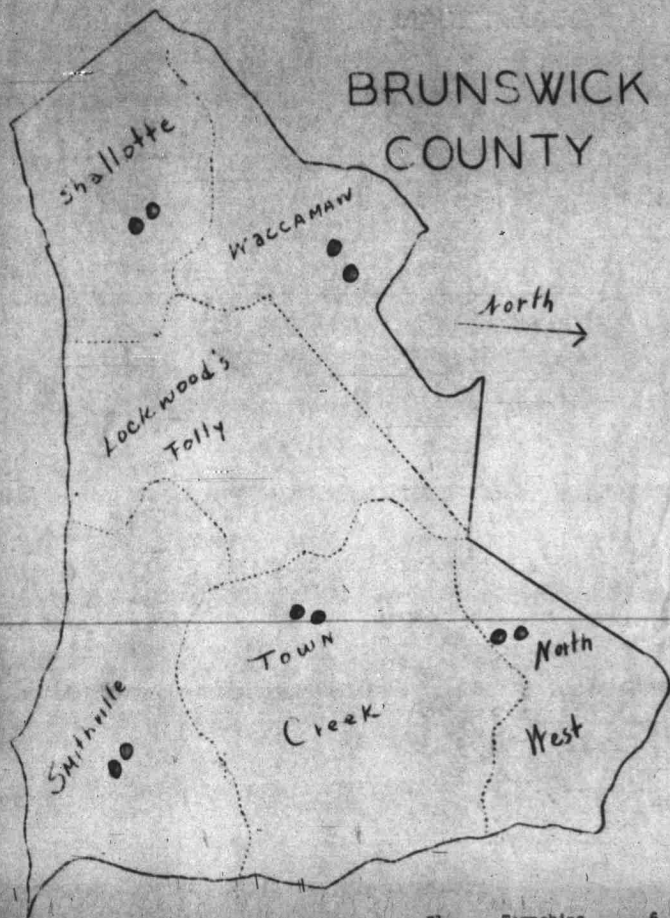 BRUNSWICK
COUNTY
Shallotte
WACCAMAW
North
Lockwood's
Folly
TOWN
Creek
North
West
Smithville